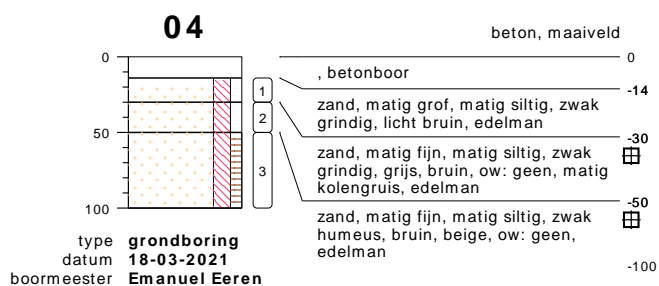 04
beton, maaiveld
0
0
, betonboor
-14
1
zand, matig grof, matig siltig, zwak
grindig, licht bruin, edelman
2
-30
50
zand, matig fijn, matig siltig, zwak
grindig, grijs, bruin, ow: geen, matig
kolengruis, edelman
3
-50
100
zand, matig fijn, matig siltig, zwak
humeus, bruin, beige, ow: geen,
edelman
-100
type grondboring
datum 18-03-2021
boormeester Emanuel Eeren